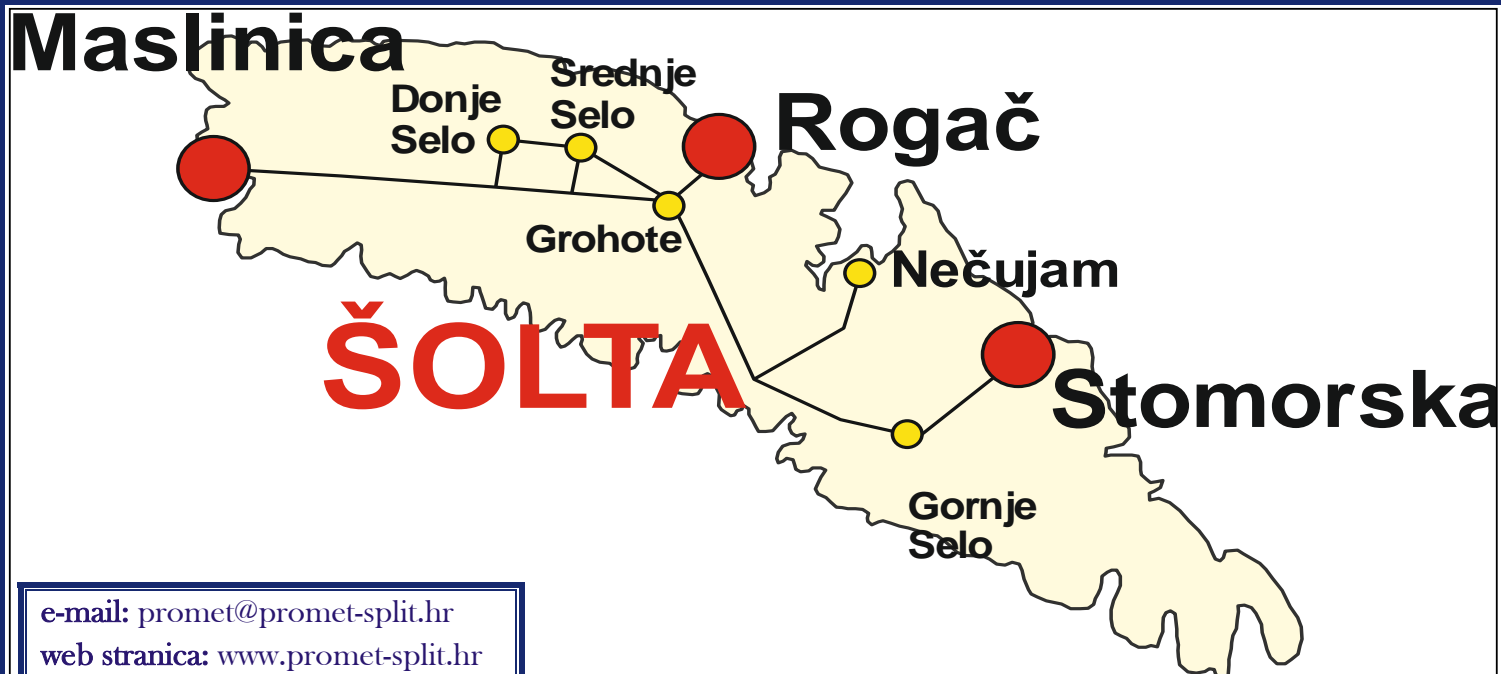 Maslinica
Donje
Selo
Srednje
Selo
Rogač
Grohote
Nečujam
ŠOLTA
Stomorska
Gornje
Selo
e-mail: promet@promet-split.hr
web stranica: www.promet-split.hr